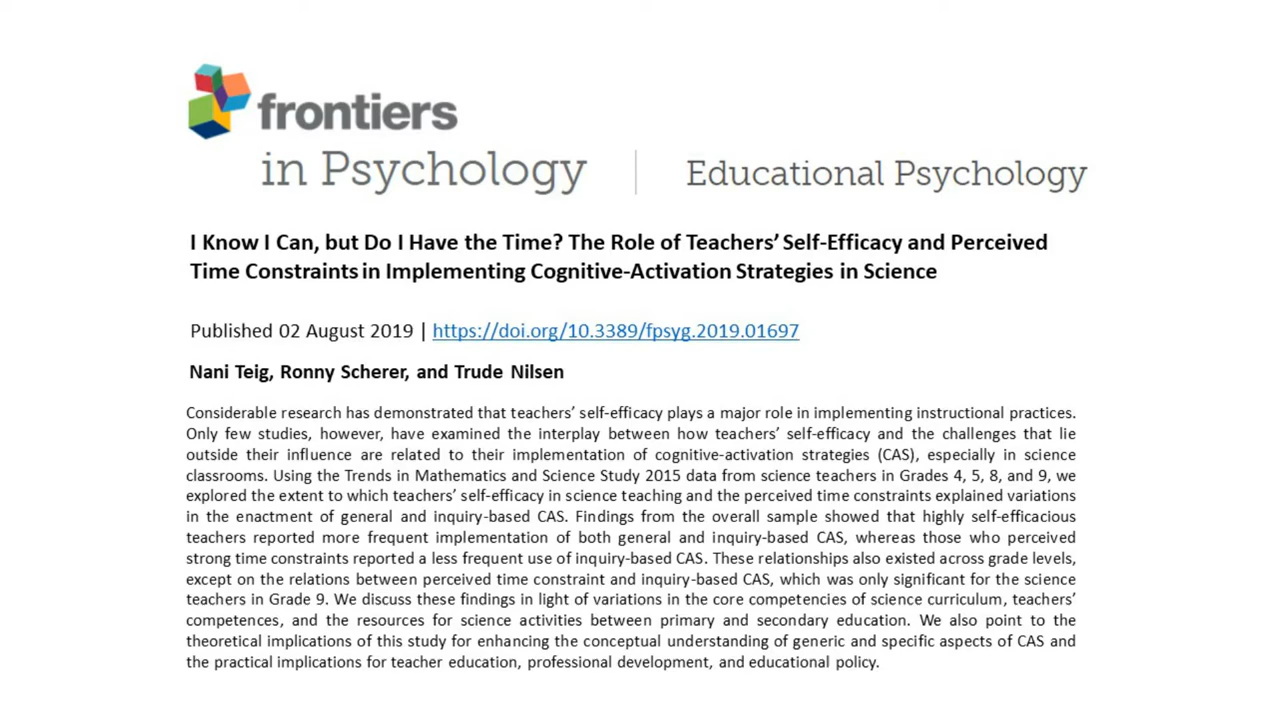 frontiers
in Psychology | Educational Psychology
I Know I Can, but Do I Have the Time? The Role of Teachers’ Self-Efficacy and Perceived
Time Constraints in Implementing Cognitive-Activation Strategies in Science
Published 02 August 2019 | https://doi.org/10.3389/fpsyg.2019.01697
Nani Teig, Ronny Scherer, and Trude Nilsen
Considerable research has demonstrated that teachers’ self-efficacy plays a major role in implementing instructional practices.
Only few studies, however, have examined the interplay between how teachers’ self-efficacy and the challenges that lie
outside their influence are related to their implementation of cognitive-activation strategies (CAS), especially in science
classrooms. Using the Trends in Mathematics and Science Study 2015 data from science teachers in Grades 4, 5, 8, and 9, we
explored the extent to which teachers’ self-efficacy in science teaching and the perceived time constraints explained variations
in the enactment of general and inquiry-based CAS. Findings from the overall sample showed that highly self-efficacious
teachers reported more frequent implementation of both general and inquiry-based CAS, whereas those who perceived
strong time constraints reported a less frequent use of inquiry-based CAS. These relationships also existed across grade levels,
except on the relations between perceived time constraint and inquiry-based CAS, which was only significant for the science
teachers in Grade 9. We discuss these findings in light of variations in the core competencies of science curriculum, teachers’
competences, and the resources for science activities between primary and secondary education. We also point to the
theoretical implications of this study for enhancing the conceptual understanding of generic and specific aspects of CAS and
the practical implications for teacher education, professional development, and educational policy.